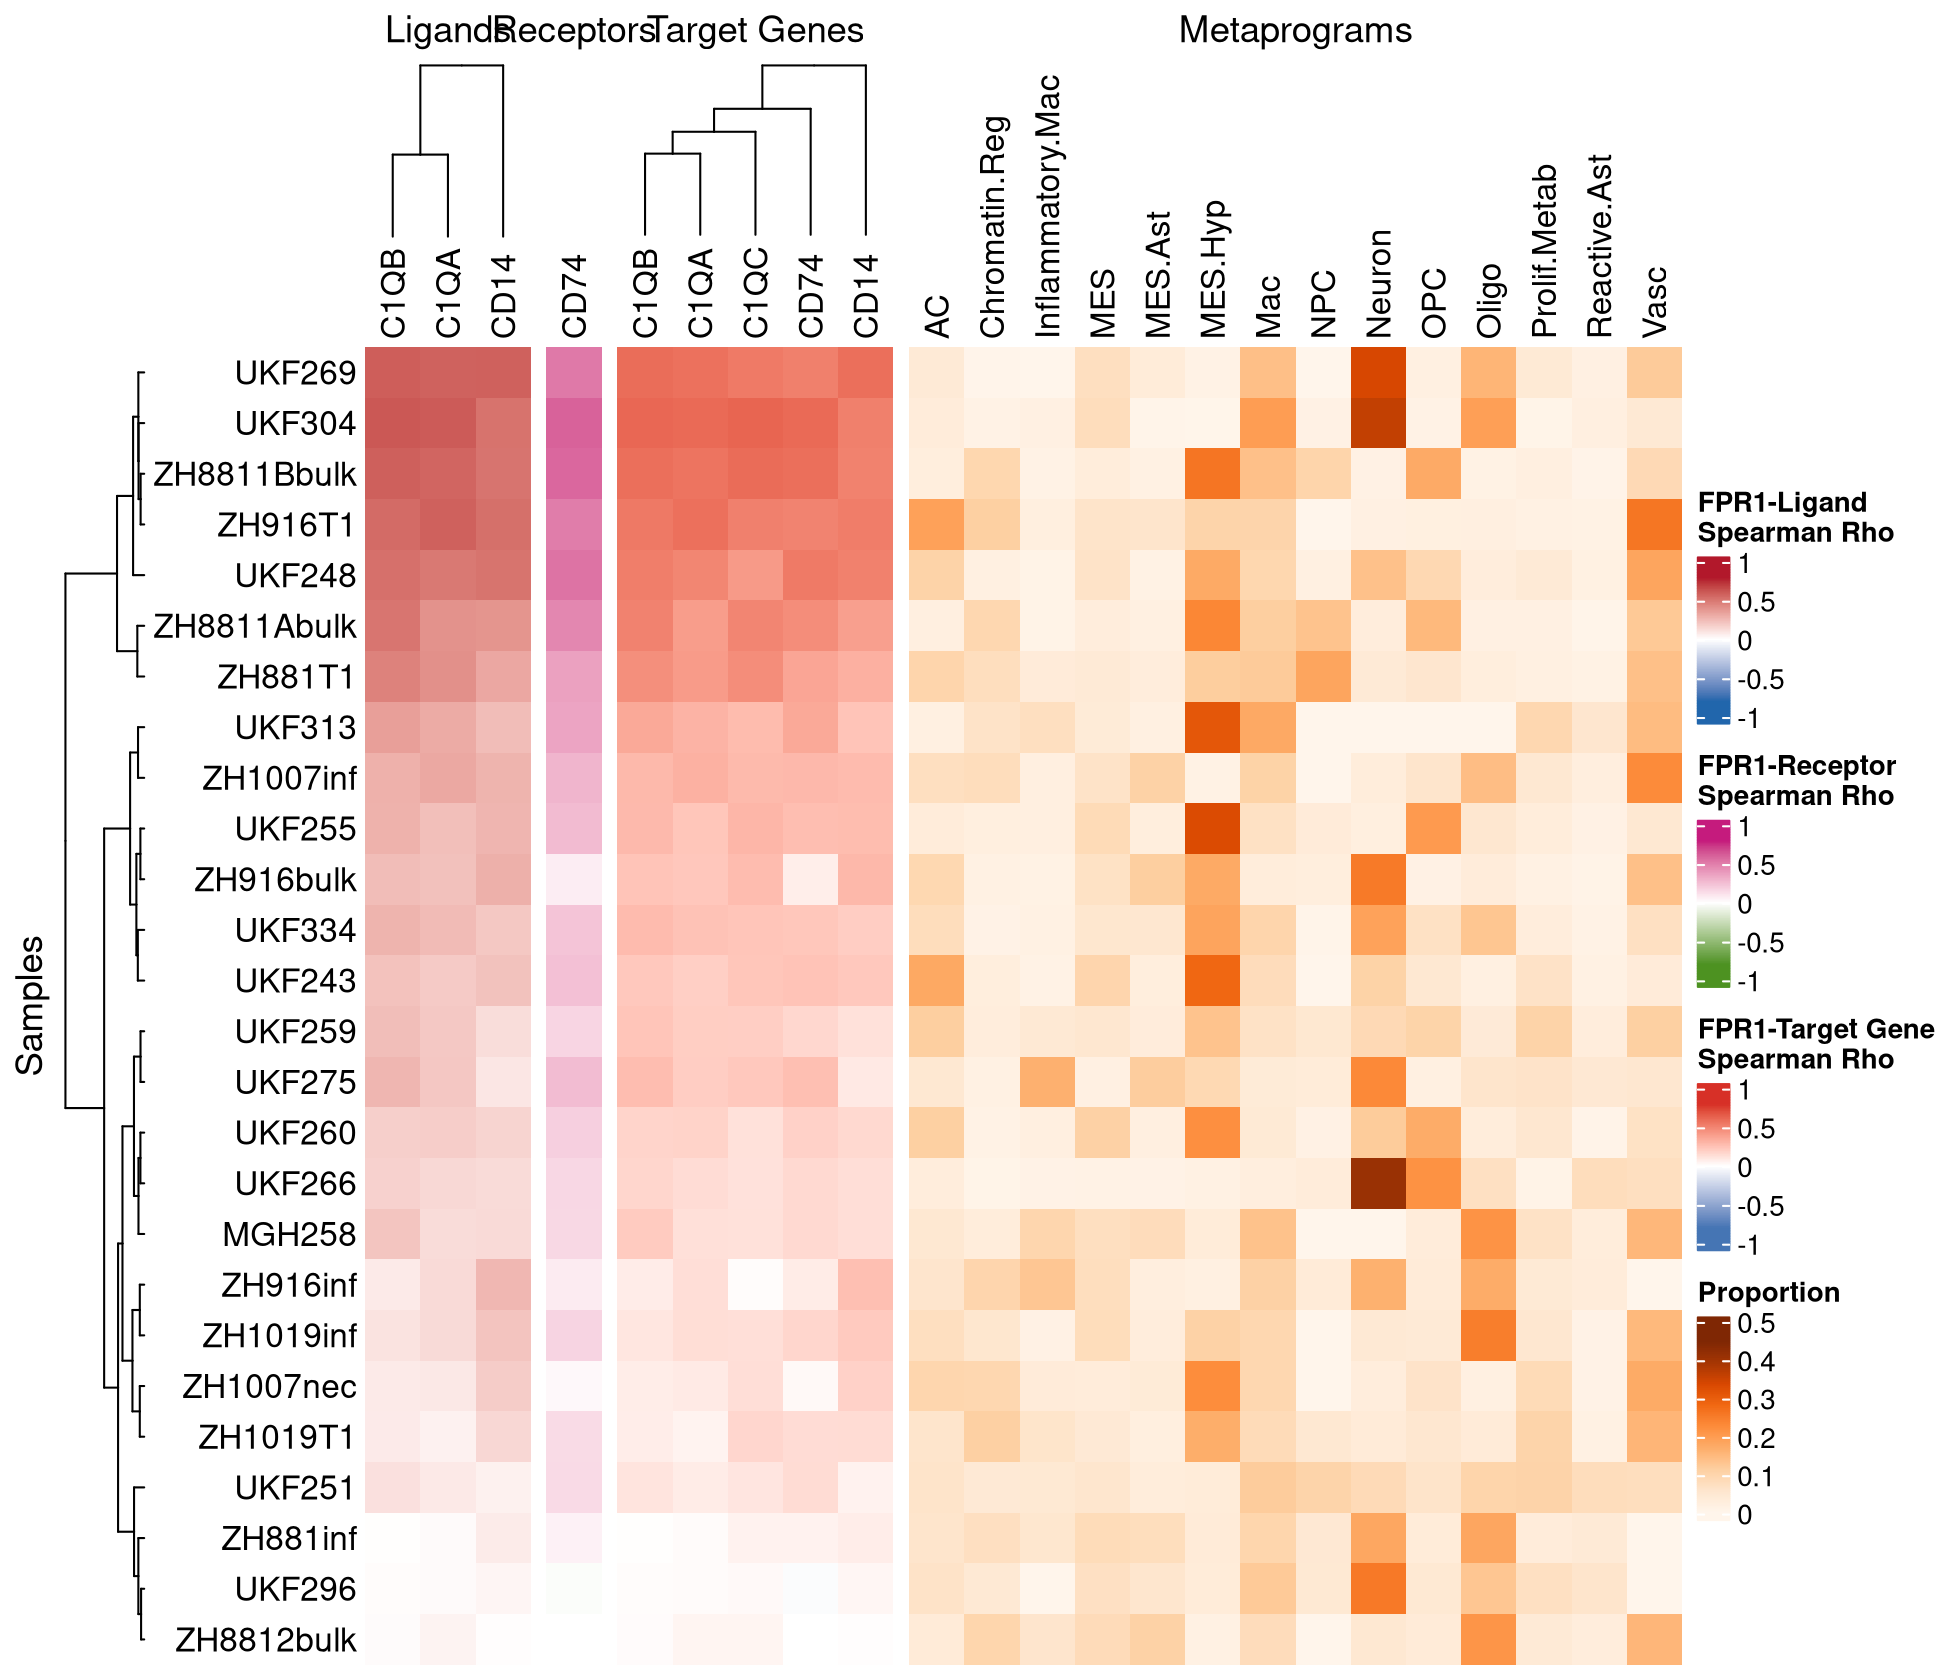 Ligands
Receptors
Target Genes
Metaprograms
C1QB
C1QA
CD14
CD74
C1QB
C1QA
C1QC
CD74
CD14
AC
Chromatin.Reg
Inflammatory.Mac
MES
MES.Ast
MES.Hyp
Mac
NPC
Neuron
OPC
Oligo
Prolif.Metab
Reactive.Ast
Vasc
Samples
UKF269
UKF304
ZH8811Bbulk
ZH916T1
UKF248
ZH8811Abulk
ZH881T1
UKF313
ZH1007inf
UKF255
ZH916bulk
UKF334
UKF243
UKF259
UKF275
UKF260
UKF266
MGH258
ZH916inf
ZH1019inf
ZH1007nec
ZH1019T1
UKF251
ZH881inf
UKF296
ZH8812bulk
FPR1-Ligand
Spearman Rho
1
0.5
0
-0.5
-1
FPR1-Receptor
Spearman Rho
1
0.5
0
-0.5
-1
FPR1-Target Gene
Spearman Rho
1
0.5
0
-0.5
-1
Proportion
0.5
0.4
0.3
0.2
0.1
0